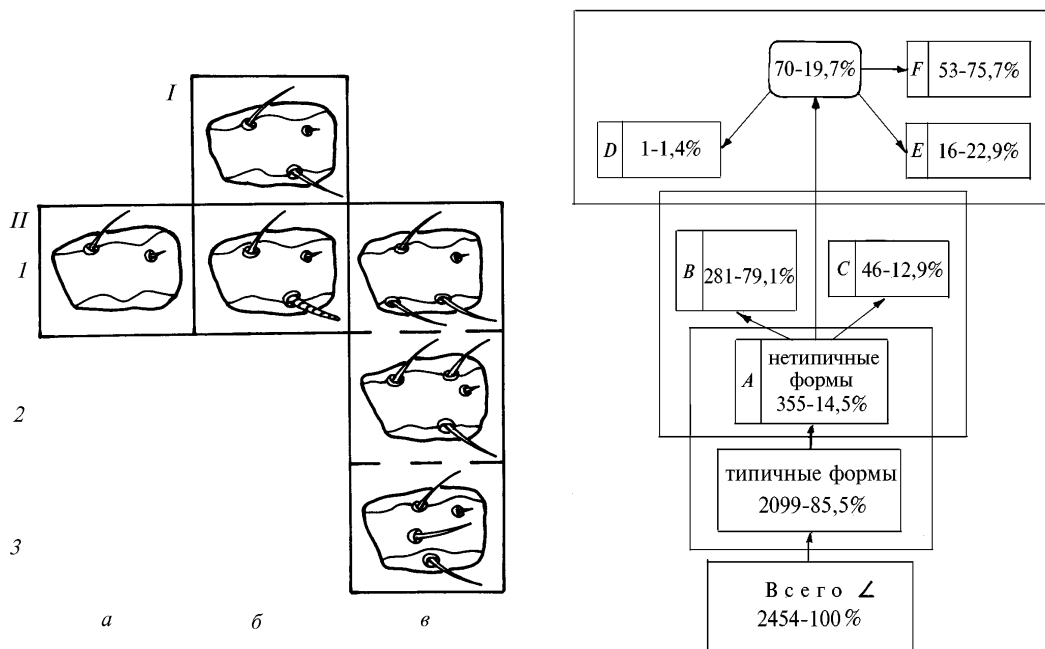 I
II
1
2
3
а
б
в
70-19,7%
F 53-75,7%
D 1-1,4%
E 16-22,9%
B 281-79,1%
C 46-12,9%
A
нетипичные
формы
355-14,5%
типичные формы
2099-85,5%
Всего ∠
2454-100%